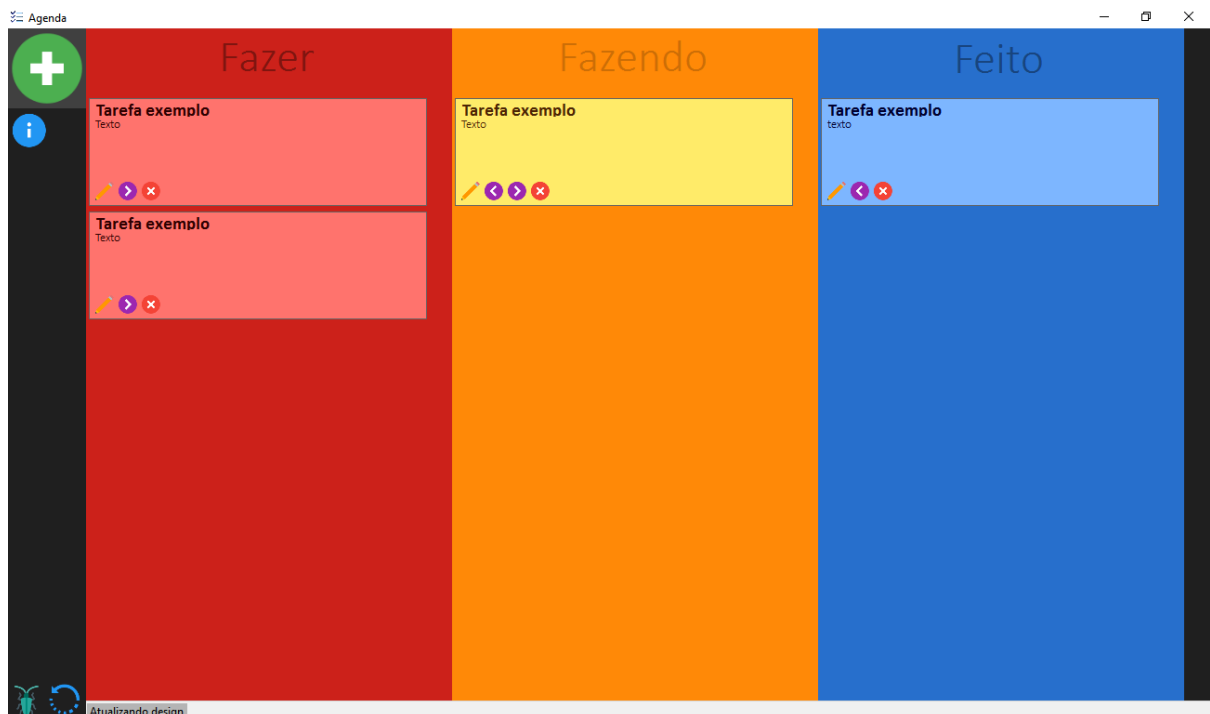 Agenda
Fazer
Fazendo
Feito
Tarefa exemplo
Texto
Tarefa exemplo
Texto
Tarefa exemplo
texto
Tarefa exemplo
Texto
Atualizando design